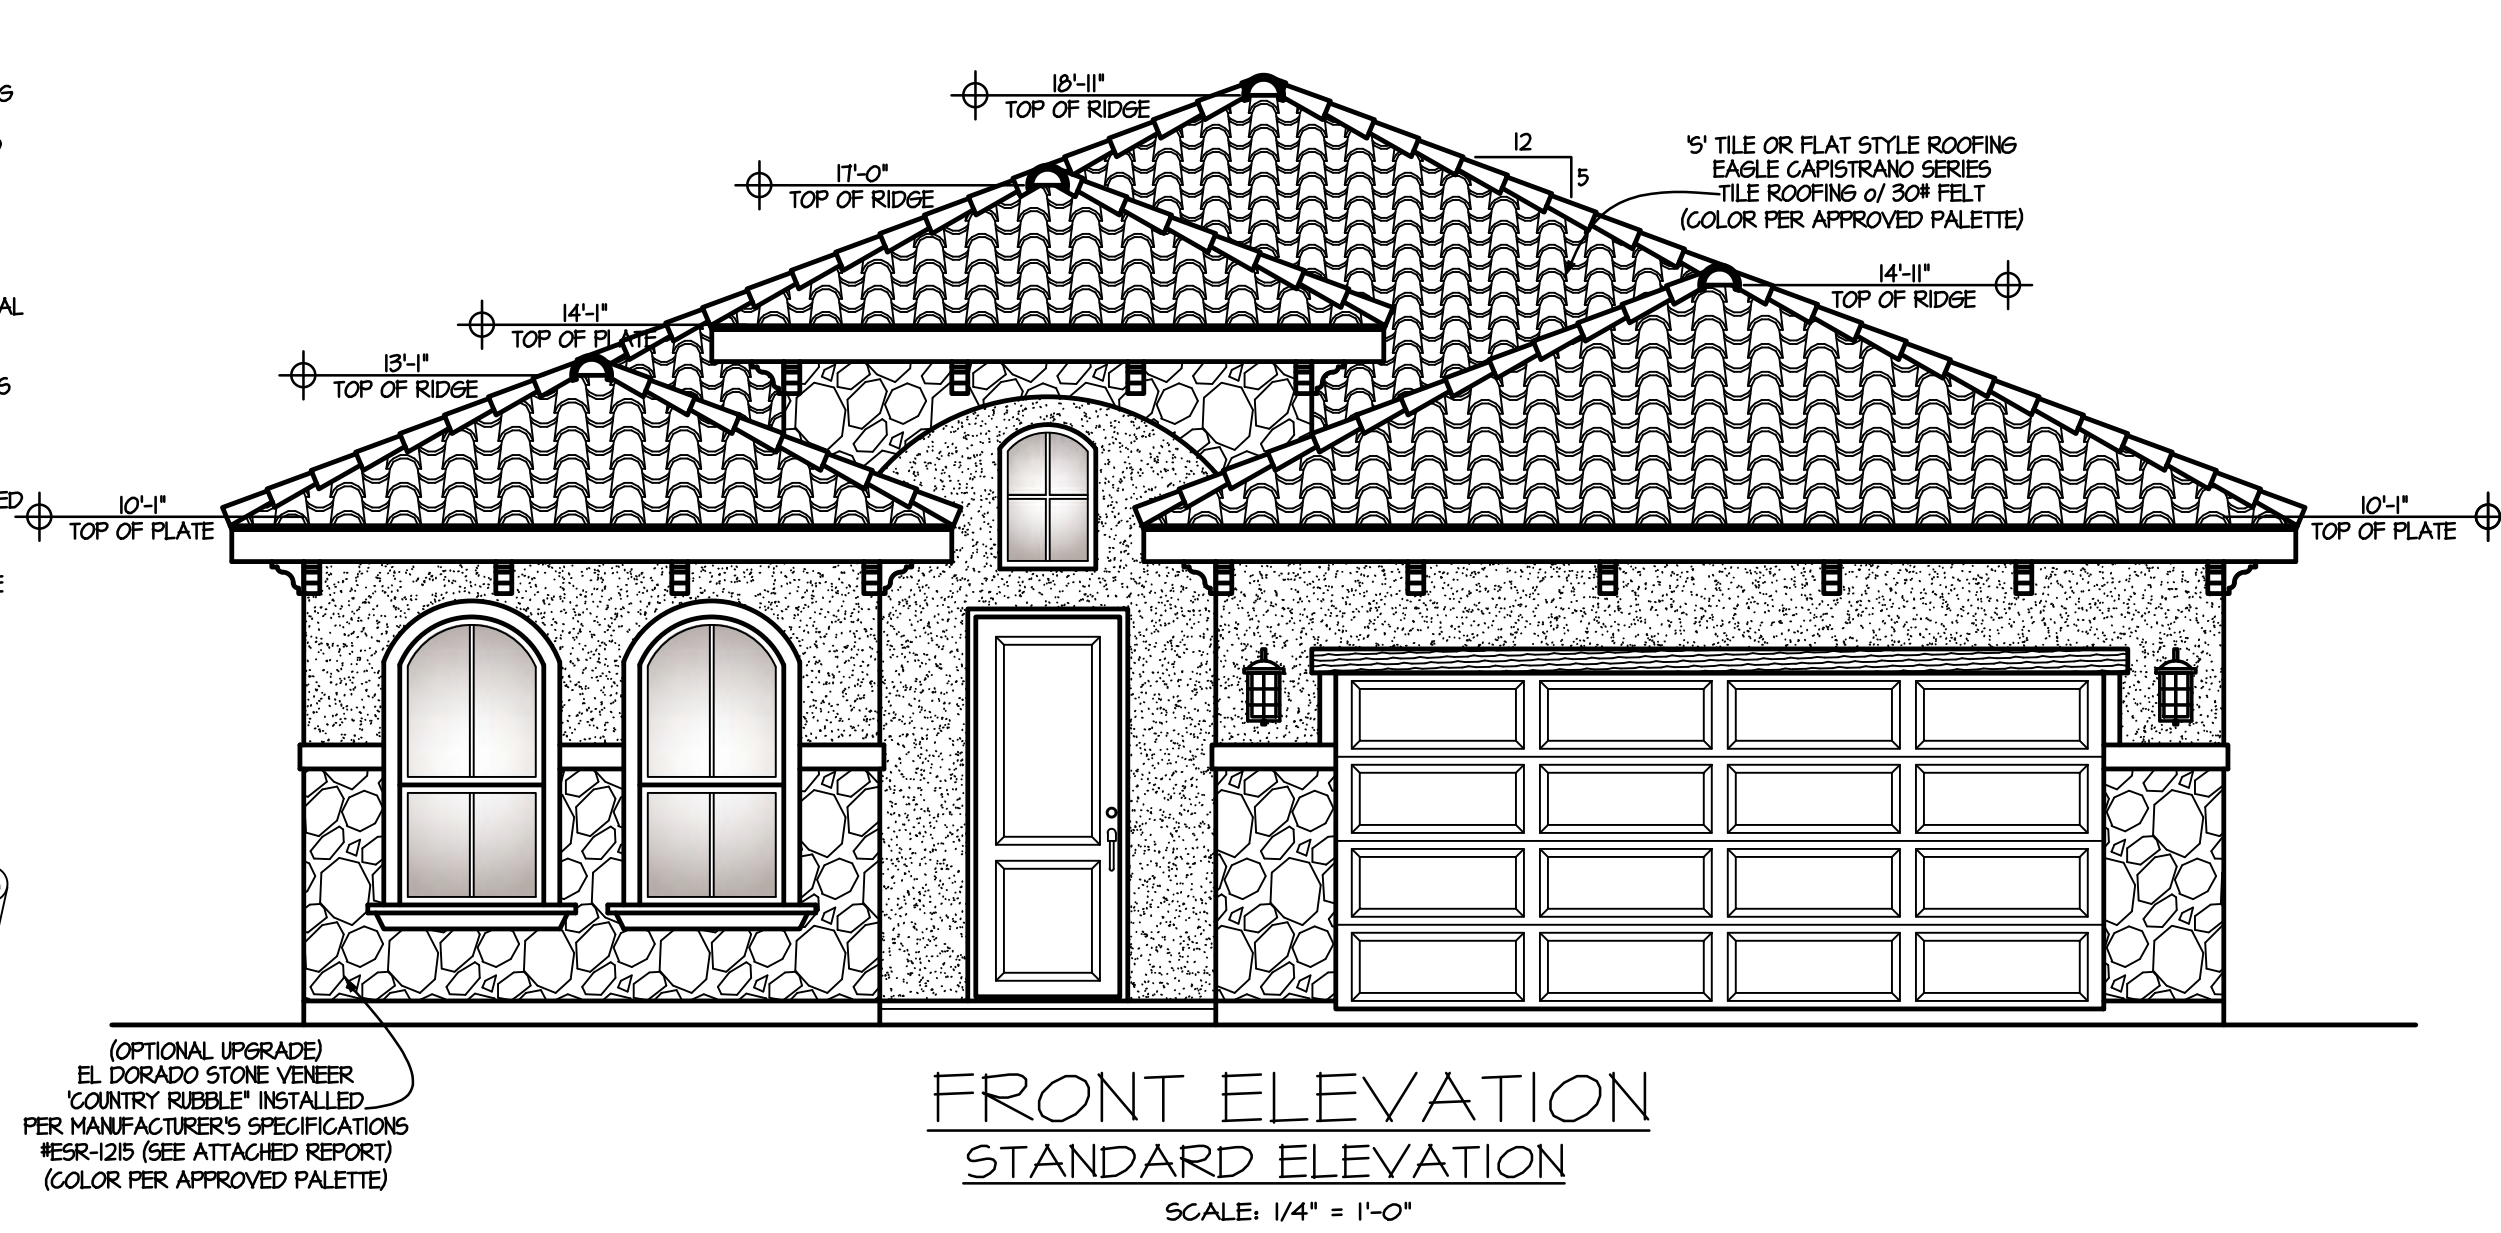 18'-11"
TOP OF RIDGE
17'-0"
TOP OF RIDGE
14'-1"
TOP OF PLATE
13'-1"
TOP OF RIDGE
10'-1"
TOP OF PLATE
12
5
'S' TILE OR FLAT STYLE ROOFING
EAGLE CAPISTRANO SERIES
TILE ROOFING o/ 30# FELT
(COLOR PER APPROVED PALETTE)
14'-11"
TOP OF RIDGE
10'-1"
TOP OF PLATE
(OPTIONAL UPGRADE)
EL DORADO STONE VENEER
'COUNTRY RUBBLE" INSTALLED
PER MANUFACTURER'S SPECIFICATIONS
#ESR-1215 (SEE ATTACHED REPORT)
(COLOR PER APPROVED PALETTE)
FRONT ELEVATION
STANDARD ELEVATION
SCALE: 1/4" = 1'-0"